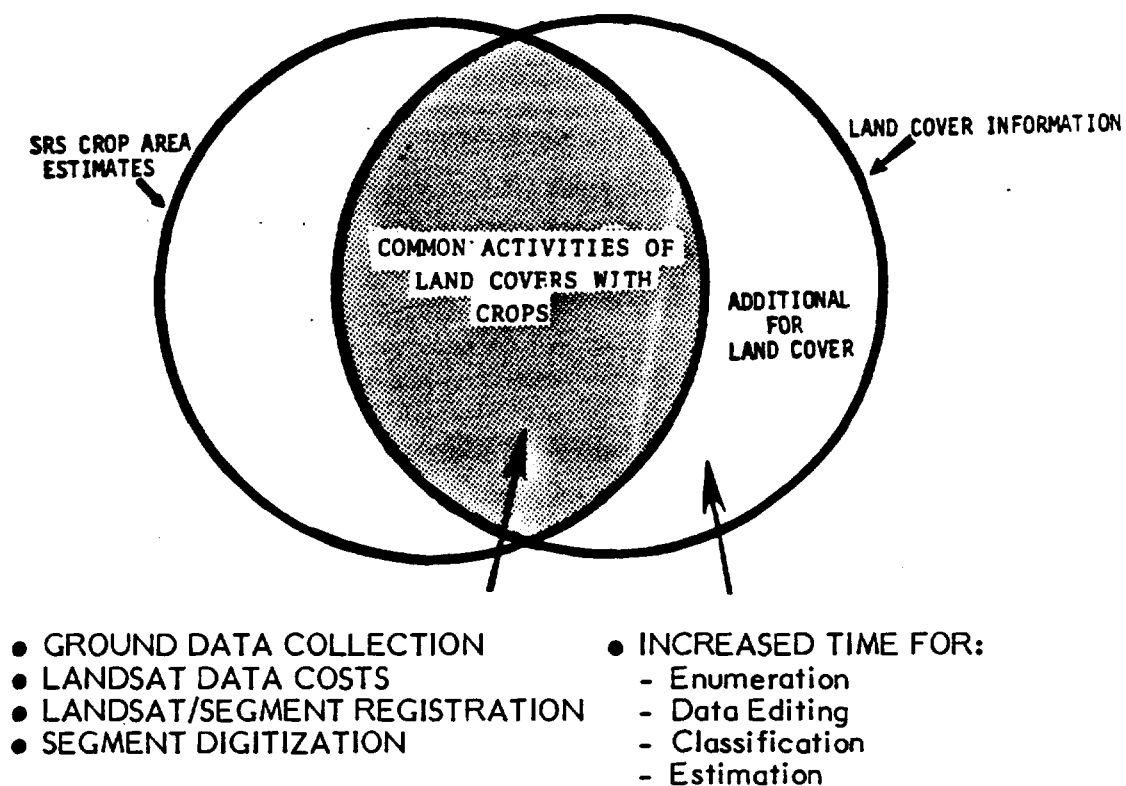 SRS CROP AREA
ESTIMATES
LAND COVER INFORMATION
COMMON ACTIVITIES OF
LAND COVERS WITH
CROPS
ADDITIONAL
FOR
LAND COVER
● GROUND DATA COLLECTION
● LANDSAT DATA COSTS
● LANDSAT/SEGMENT REGISTRATION
● SEGMENT DIGITIZATION
● INCREASED TIME FOR:
- Enumeration
- Data Editing
- Classification
- Estimation